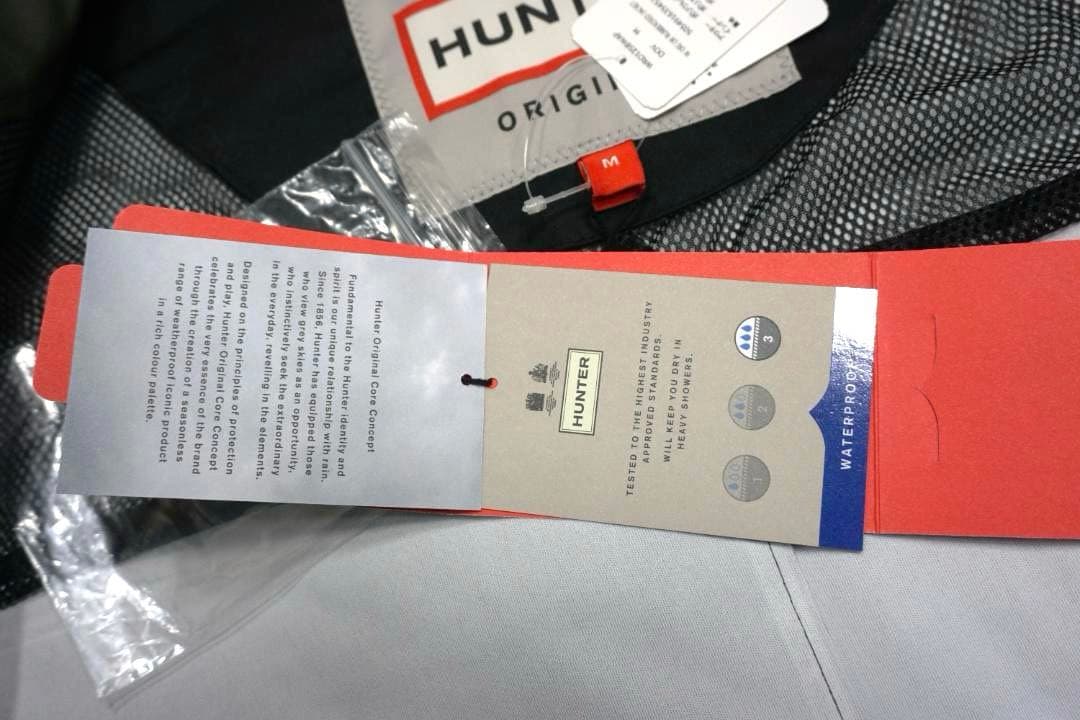 HUN
ORIGI
M
Hunter Original Core Concept
Fundamental to the Hunter identity and
spirit is our unique relationship with rain.
Since 1856, Hunter has equipped those
who view grey skies as an opportunity,
who instinctively seek the extraordinary
in the everyday, revelling in the elements.
Designed on the principles of protection
and play, Hunter Original Core Concept
celebrates the very essence of the brand
through the creation of a seasonless
range of weatherproof iconic product
in a rich colour palette.
HUNTER
TESTED TO THE HIGHEST INDUSTRY
APPROVED STANDARDS.
WILL KEEP YOU DRY IN
HEAVY SHOWERS.
1
2
3
WATERPROOF